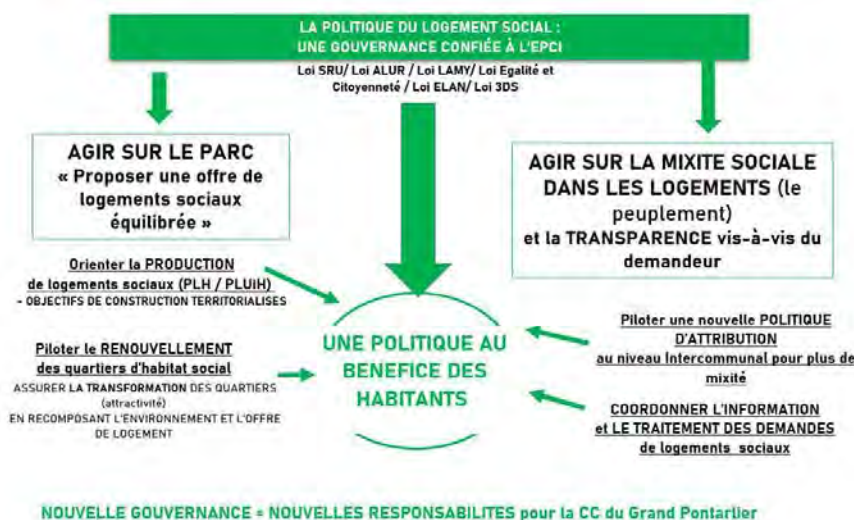 LA POLITIQUE DU LOGEMENT SOCIAL :
UNE GOUVERNANCE CONFIÉE À L'EPCI
Loi SRU/ Loi ALUR / Loi LAMY/ Loi Egalité et
Citoyenneté / Loi ELAN/ Loi 3DS
AGIR SUR LE PARC
« Proposer une offre de
logements sociaux
équilibrée »
AGIR SUR LA MIXITE SOCIALE
DANS LES LOGEMENTS (le
peuplement)
et la TRANSPARENCE vis-à-vis du
demandeur
Orienter la PRODUCTION
de logements sociaux (PLH / PLUIH)
- OBJECTIFS DE CONSTRUCTION TERRITORIALISES
Piloter le RENOUVELLEMENT
des quartiers d'habitat social
ASSURER LA TRANSFORMATION DES QUARTIERS
(attractivité)
EN RECOMPOSANT L'ENVIRONNEMENT ET L'OFFRE
DE LOGEMENT
UNE POLITIQUE AU
BENEFICE DES
HABITANTS
Piloter une nouvelle POLITIQUE
D'ATTRIBUTION
au niveau Intercommunal pour plus de
mixité
COORDONNER L'INFORMATION
et LE TRAITEMENT DES DEMANDES
de logements sociaux
NOUVELLE GOUVERNANCE = NOUVELLES RESPONSABILITES pour la CC du Grand Pontarlier